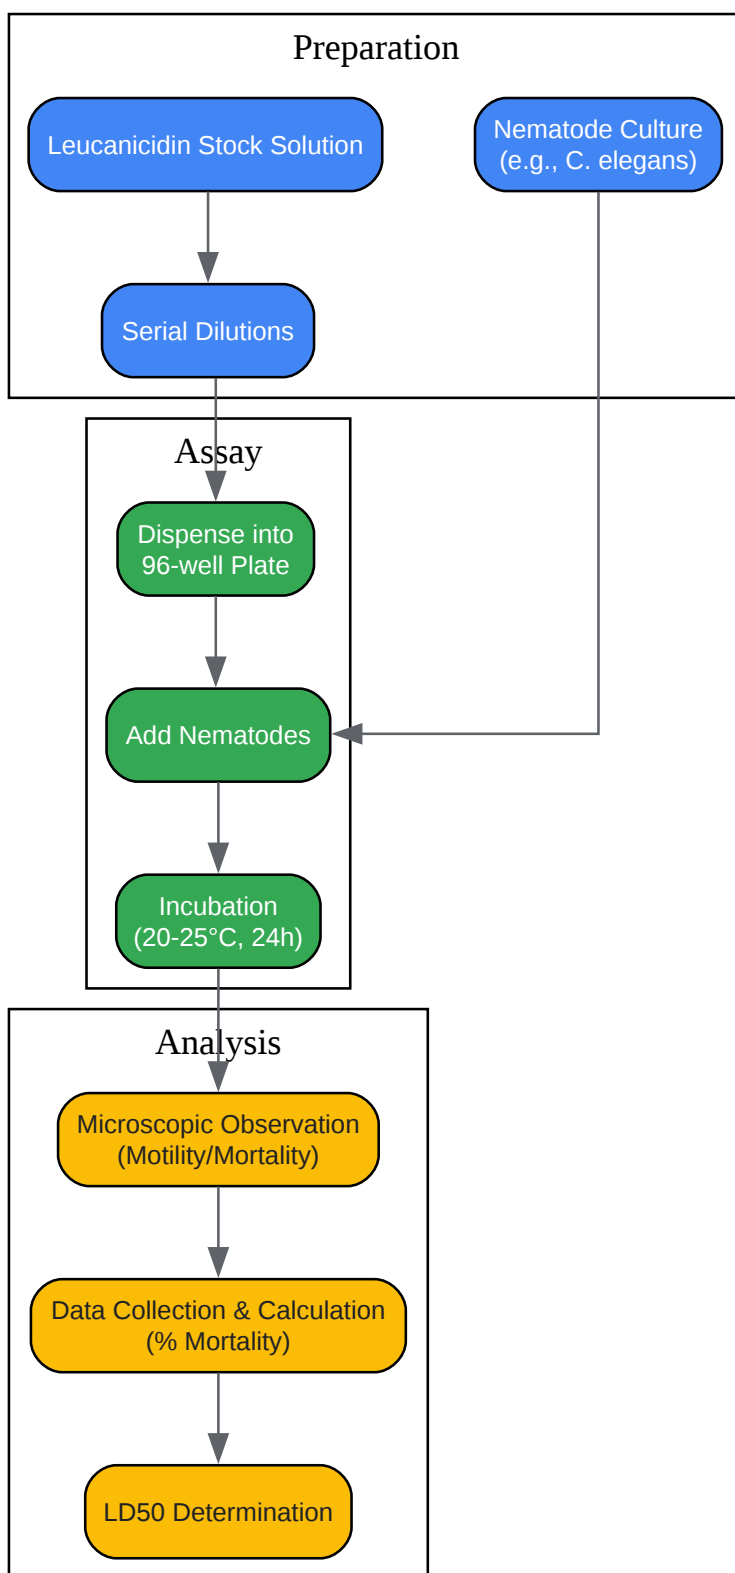 Preparation
Leucanicidin Stock Solution
Nematode Culture
(e.g., C. elegans)
Serial Dilutions
Assay
Dispense into
96-well Plate
Add Nematodes
Incubation
(20-25°C, 24h)
Analysis
Microscopic Observation
(Motility/Mortality)
Data Collection & Calculation
(% Mortality)
LD50 Determination